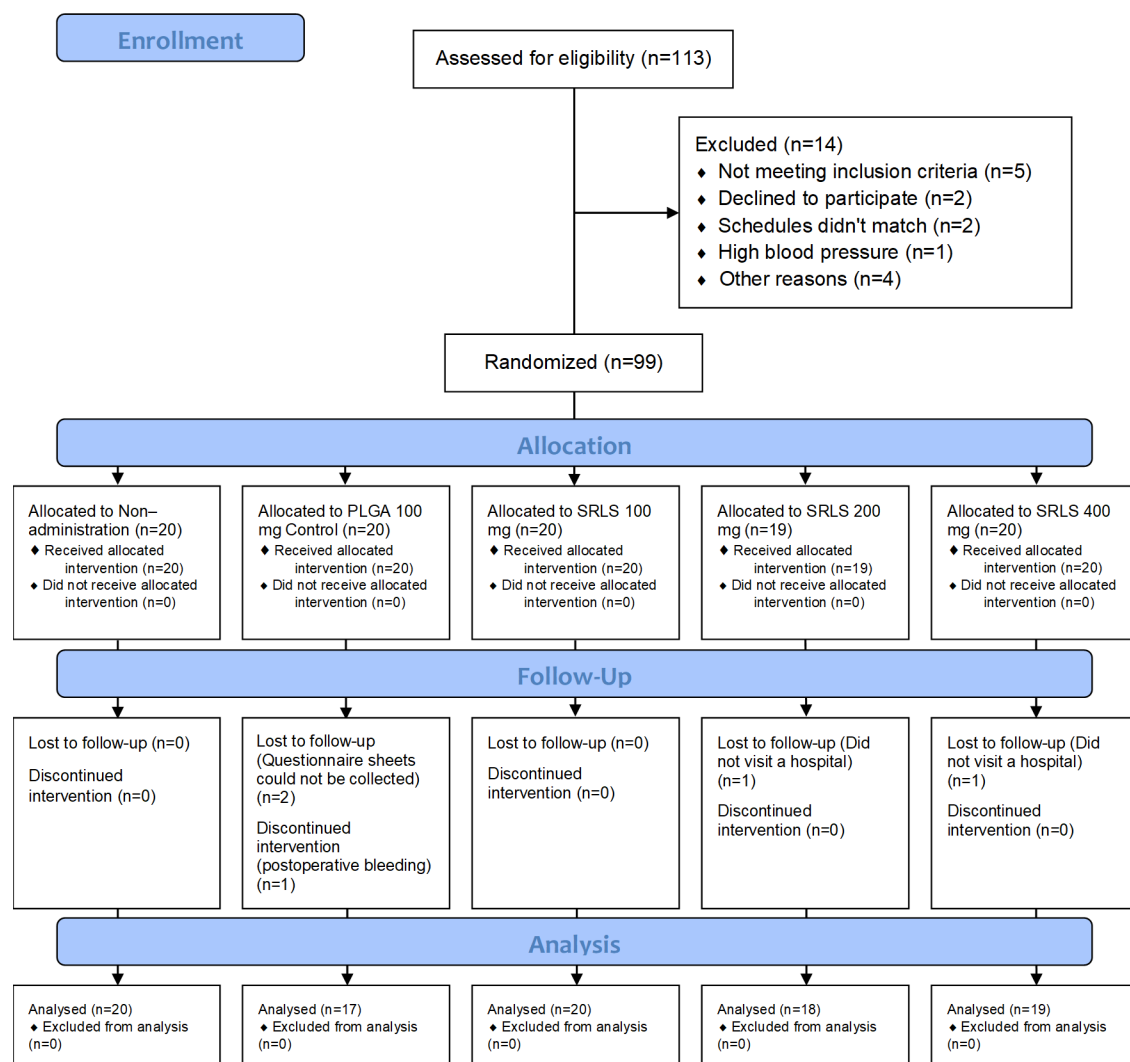 Enrollment
Assessed for eligibility (n=113)
Excluded (n=14)
♦ Not meeting inclusion criteria (n=5)
♦ Declined to participate (n=2)
♦ Schedules didn't match (n=2)
♦ High blood pressure (n=1)
♦ Other reasons (n=4)
Randomized (n=99)
Allocation
Allocated to Non–
administration (n=20)
♦ Received allocated
intervention (n=20)
♦ Did not receive allocated
intervention (n=0)
Allocated to PLGA 100
mg Control (n=20)
♦ Received allocated
intervention (n=20)
♦ Did not receive allocated
intervention (n=0)
Allocated to SRLS 100
mg (n=20)
♦ Received allocated
intervention (n=20)
♦ Did not receive allocated
intervention (n=0)
Allocated to SRLS 200
mg (n=19)
♦ Received allocated
intervention (n=19)
♦ Did not receive allocated
intervention (n=0)
Allocated to SRLS 400
mg (n=20)
♦ Received allocated
intervention (n=20)
♦ Did not receive allocated
intervention (n=0)
Follow-Up
Lost to follow-up (n=0)
Discontinued
intervention (n=0)
Lost to follow-up
(Questionnaire sheets
could not be collected)
(n=2)
Discontinued
intervention
(postoperative bleeding)
(n=1)
Lost to follow-up (n=0)
Discontinued
intervention (n=0)
Lost to follow-up (Did
not visit a hospital)
(n=1)
Discontinued
intervention (n=0)
Lost to follow-up (Did
not visit a hospital)
(n=1)
Discontinued
intervention (n=0)
Analysis
Analysed (n=20)
♦ Excluded from analysis
(n=0)
Analysed (n=17)
♦ Excluded from analysis
(n=0)
Analysed (n=20)
♦ Excluded from analysis
(n=0)
Analysed (n=18)
♦ Excluded from analysis
(n=0)
Analysed (n=19)
♦ Excluded from analysis
(n=0)